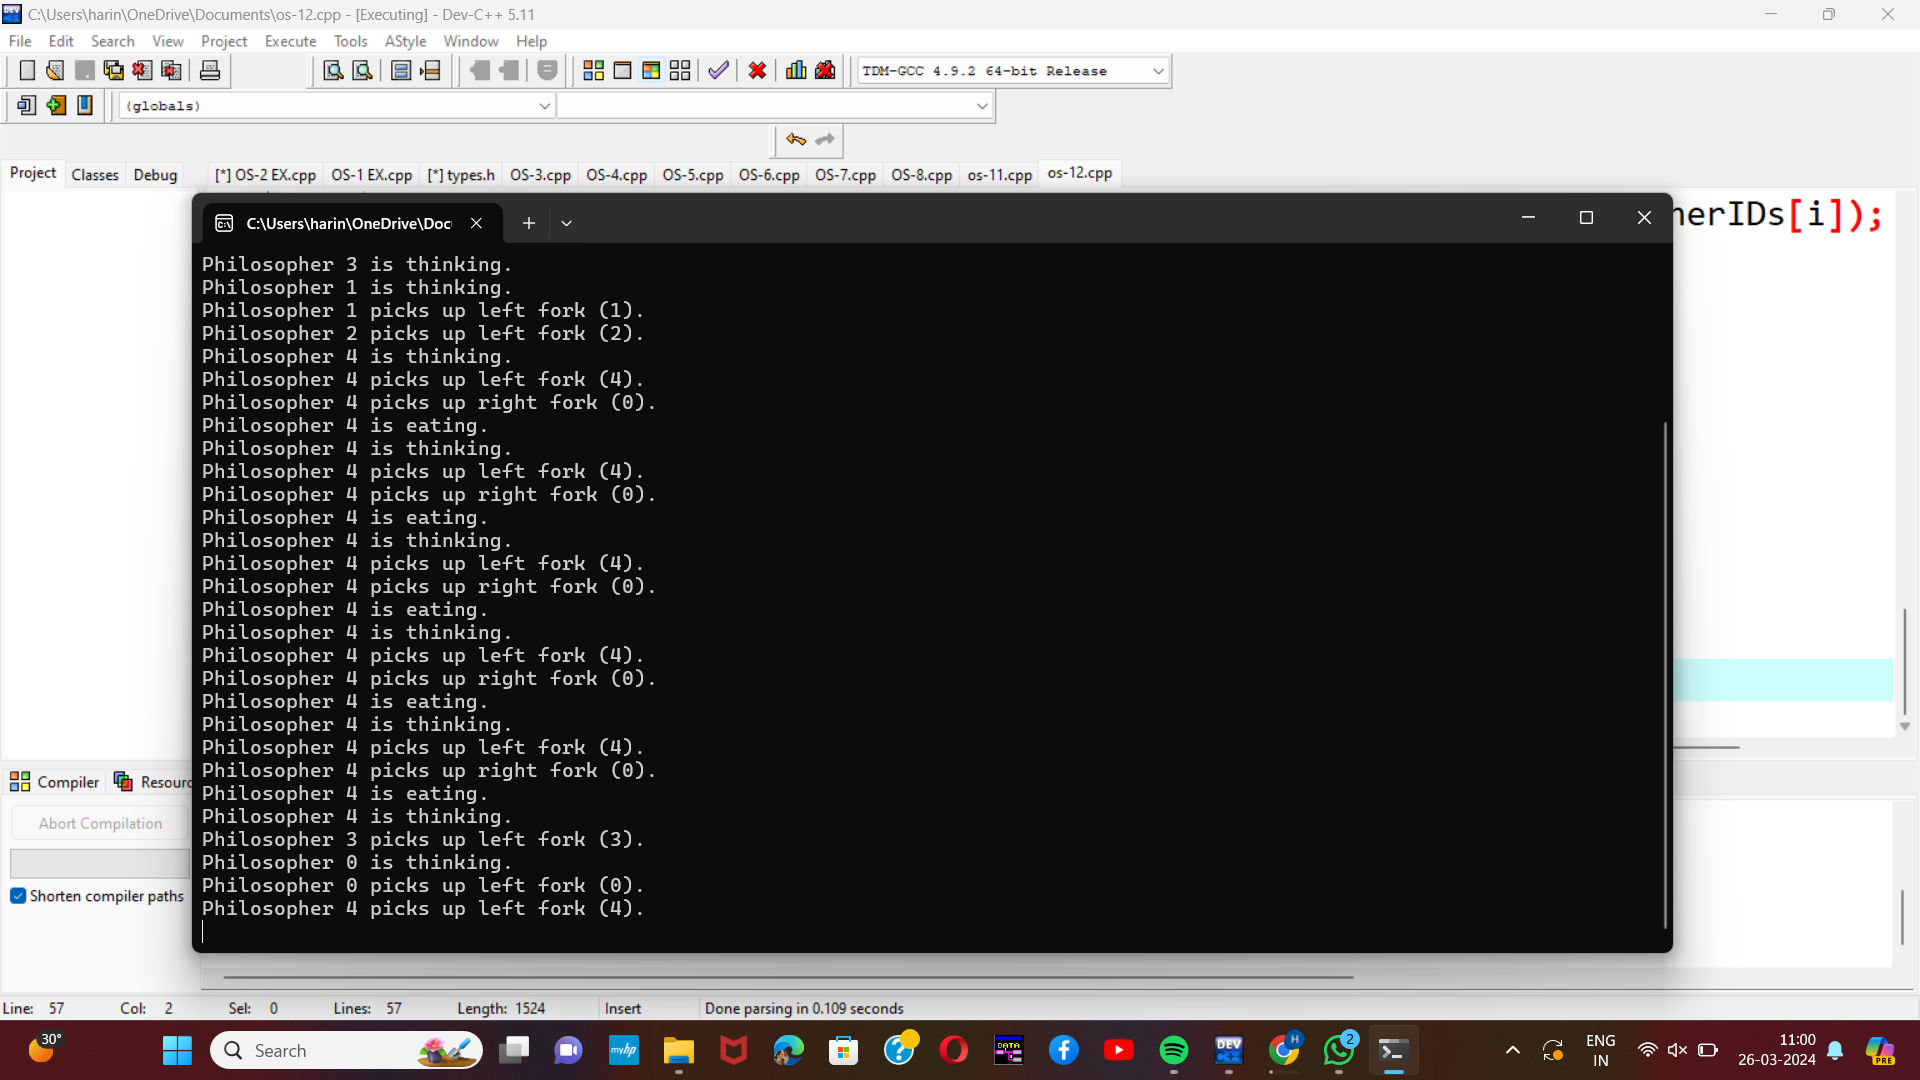 C:\Users\harin\OneDrive\Documents\os-12.cpp - [Executing] - Dev-C++ 5.11
File Edit Search View Project Execute Tools AStyle Window Help
TDM-GCC 4.9.2 64-bit Release
(globals)
Project Classes Debug [*] OS-2 EX.cpp OS-1 EX.cpp [*] types.h OS-3.cpp OS-4.cpp OS-5.cpp OS-6.cpp OS-7.cpp OS-8.cpp os-11.cpp os-12.cpp
C:\Users\harin\OneDrive\Doc
nerIDs[i]);
Philosopher 3 is thinking.
Philosopher 1 is thinking.
Philosopher 1 picks up left fork (1).
Philosopher 2 picks up left fork (2).
Philosopher 4 is thinking.
Philosopher 4 picks up left fork (4).
Philosopher 4 picks up right fork (0).
Philosopher 4 is eating.
Philosopher 4 is thinking.
Philosopher 4 picks up left fork (4).
Philosopher 4 picks up right fork (0).
Philosopher 4 is eating.
Philosopher 4 is thinking.
Philosopher 4 picks up left fork (4).
Philosopher 4 picks up right fork (0).
Philosopher 4 is eating.
Philosopher 4 is thinking.
Philosopher 4 picks up left fork (4).
Philosopher 4 picks up right fork (0).
Philosopher 4 is eating.
Philosopher 4 is thinking.
Philosopher 4 picks up left fork (4).
Philosopher 4 picks up right fork (0).
Philosopher 4 is eating.
Philosopher 4 is thinking.
Philosopher 3 picks up left fork (3).
Philosopher 0 is thinking.
Philosopher 0 picks up left fork (0).
Philosopher 4 picks up left fork (4).
Compiler Resourc
Abort Compilation
Shorten compiler paths
Line: 57 Col: 2 Sel: 0 Lines: 57 Length: 1524 Insert Done parsing in 0.109 seconds
30°
Search
myhp
DATA
DEV
H
2
ENG
IN
11:00
26-03-2024
PRE